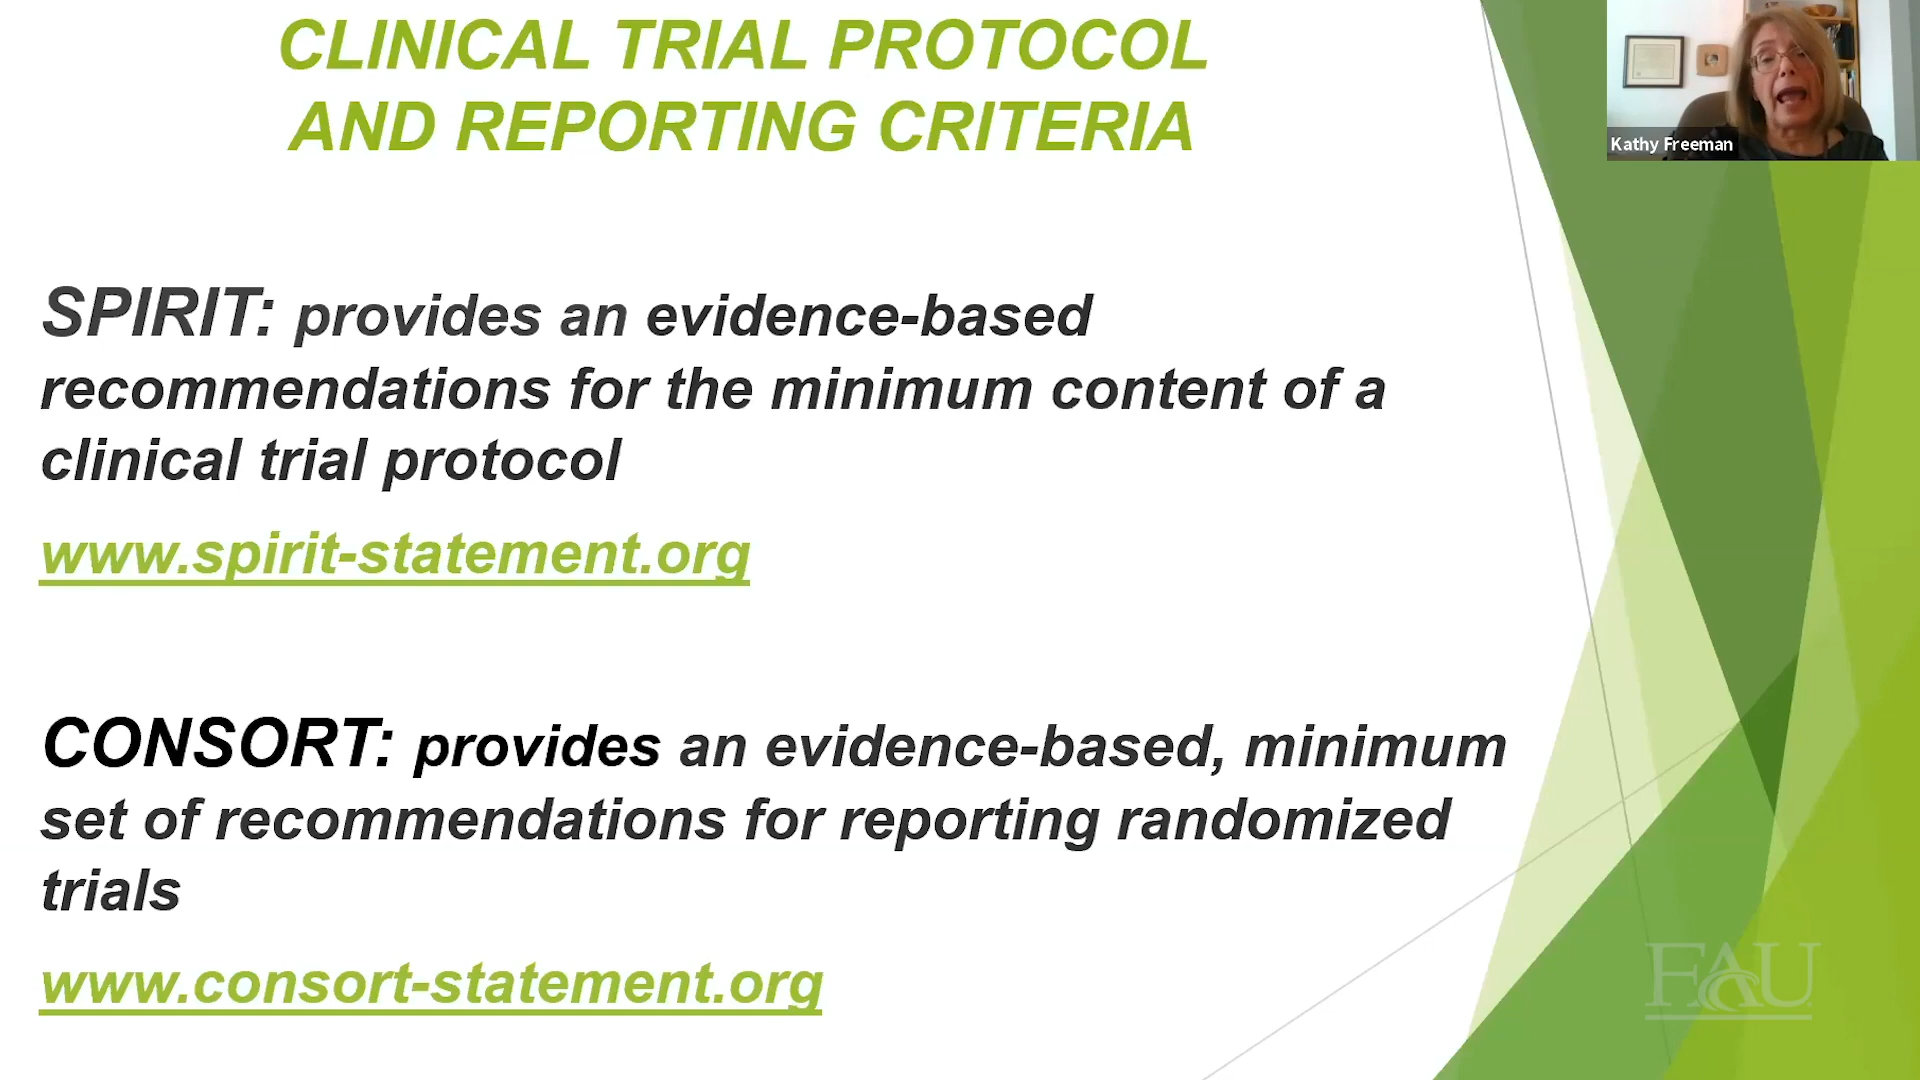 CLINICAL TRIAL PROTOCOL
AND REPORTING CRITERIA
Kathy Freeman
SPIRIT: provides an evidence-based
recommendations for the minimum content of a
clinical trial protocol
www.spirit-statement.org
CONSORT: provides an evidence-based, minimum
set of recommendations for reporting randomized
trials
www.consort-statement.org
FAU